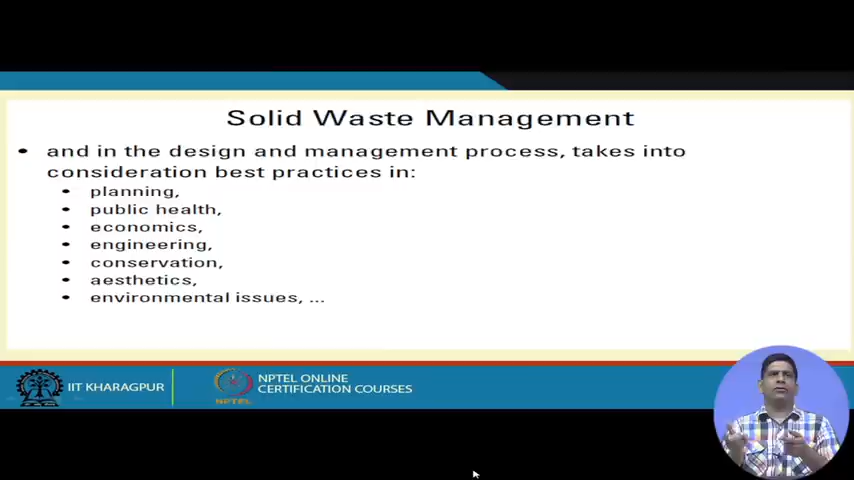 Solid Waste Management
• and in the design and management process, takes into
consideration best practices in:
• planning,
• public health,
• economics,
• engineering,
• conservation,
• aesthetics,
• environmental issues, ...
IIT KHARAGPUR
NPTEL
NPTEL ONLINE
CERTIFICATION COURSES